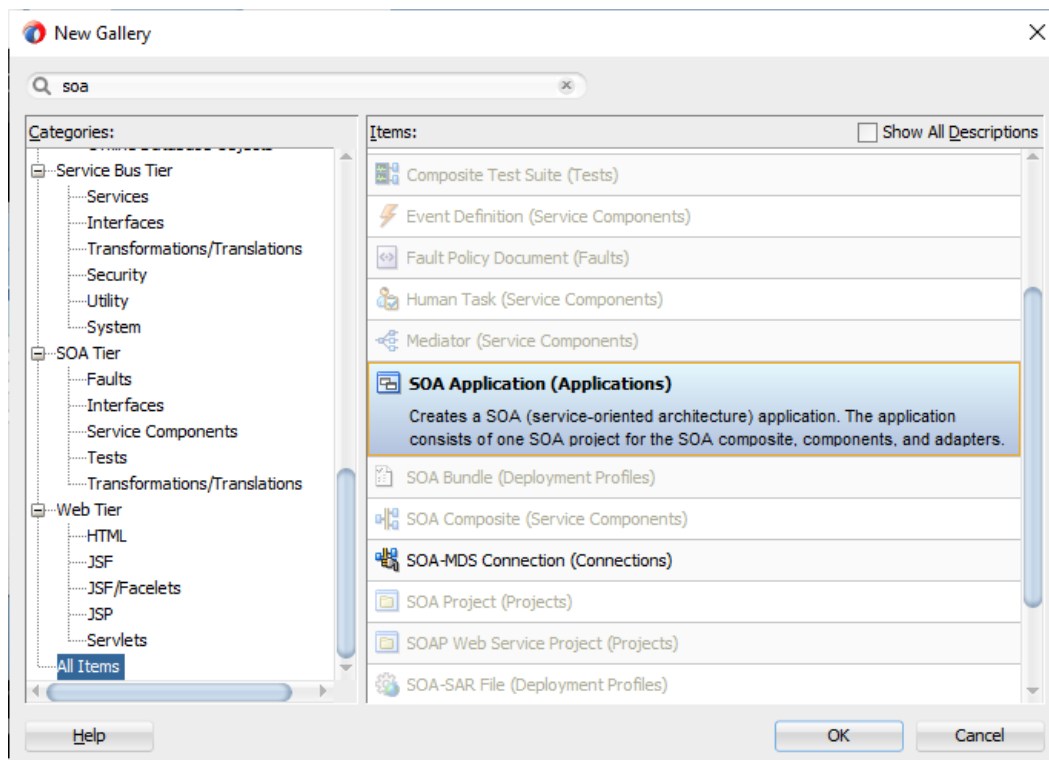 New Gallery
soa
Categories:
Service Bus Tier
Services
Interfaces
Transformations/Translations
Security
Utility
System
SOA Tier
Faults
Interfaces
Service Components
Tests
Transformations/Translations
Web Tier
HTML
JSF
JSF/Facelets
JSP
Servlets
All Items
Items:
Show All Descriptions
Composite Test Suite (Tests)
Event Definition (Service Components)
Fault Policy Document (Faults)
Human Task (Service Components)
Mediator (Service Components)
SOA Application (Applications)
Creates a SOA (service-oriented architecture) application. The application
consists of one SOA project for the SOA composite, components, and adapters.
SOA Bundle (Deployment Profiles)
SOA Composite (Service Components)
SOA-MDS Connection (Connections)
SOA Project (Projects)
SOAP Web Service Project (Projects)
SOA-SAR File (Deployment Profiles)
Help
OK
Cancel